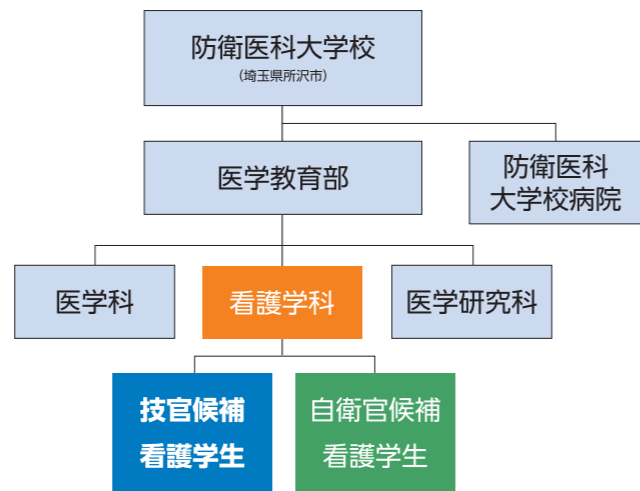 防衛医科大学校
(埼玉県所沢市)
医学教育部
防衛医科
大学校病院
医学科
看護学科
医学研究科
技官候補
看護学生
自衛官候補
看護学生